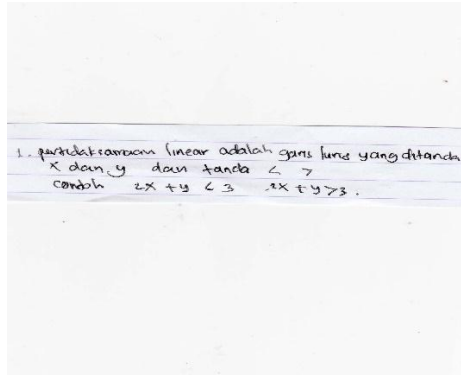 1. pertidaksamaan linear adalah garis lurus yang ditanda
x dan y dan tanda < >
contoh 2x + y < 3 2x + y > 3.